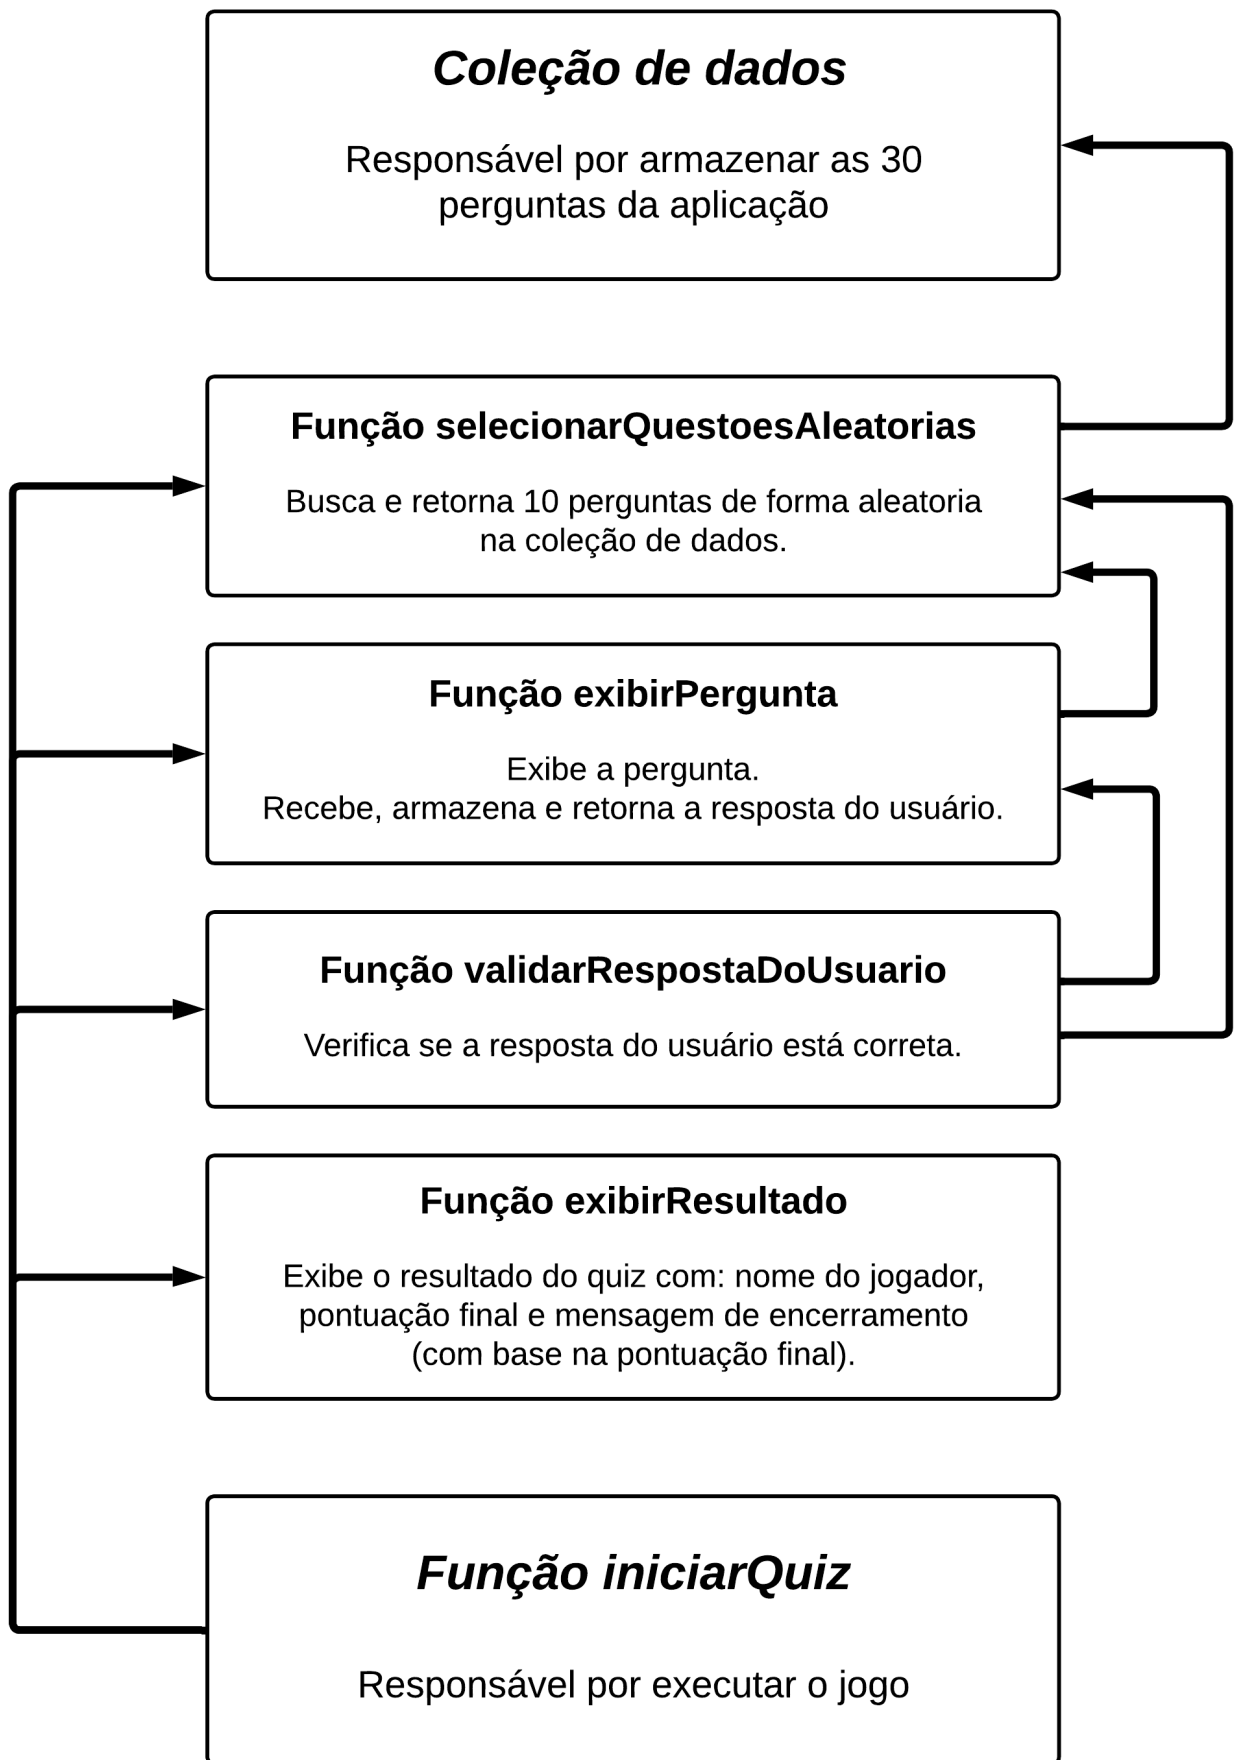 Coleção de dados
Responsável por armazenar as 30
perguntas da aplicação
Função selecionarQuestoesAleatorias
Busca e retorna 10 perguntas de forma aleatoria
na coleção de dados.
Função exibirPergunta
Exibe a pergunta.
Recebe, armazena e retorna a resposta do usuário.
Função validarRespostaDoUsuario
Verifica se a resposta do usuário está correta.
Função exibirResultado
Exibe o resultado do quiz com: nome do jogador,
pontuação final e mensagem de encerramento
(com base na pontuação final).
Função iniciarQuiz
Responsável por executar o jogo